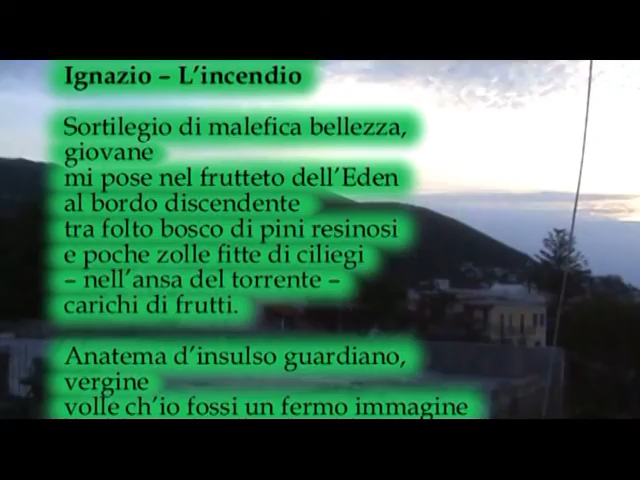 Ignazio – L'incendio
Sortilegio di malefica bellezza,
giovane
mi pose nel frutteto dell'Eden
al bordo discendente
tra folto bosco di pini resinosi
e poche zolle fitte di ciliegi
– nell'ansa del torrente –
carichi di frutti.
Anatema d'insulso guardiano,
vergine
volle ch'io fossi un fermo immagine